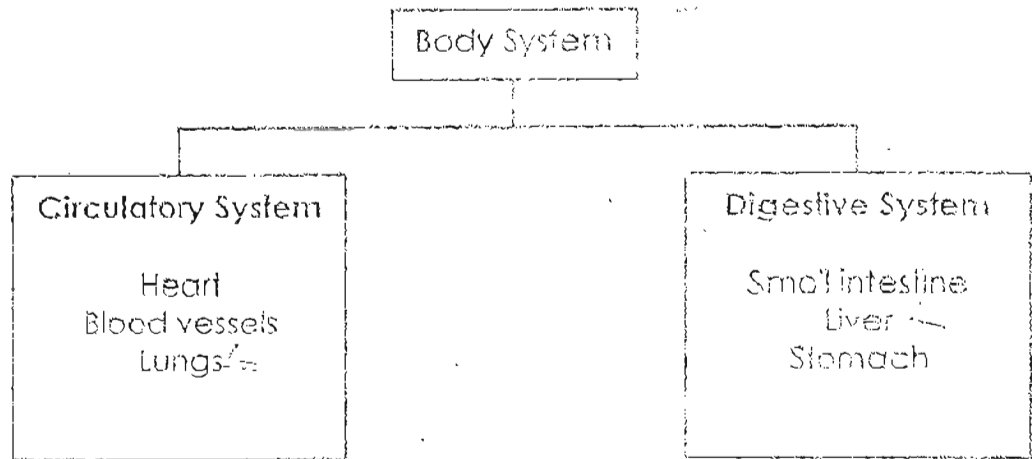 Body System
Circulatory System
Heart
Blood vessels
Lungs
Digestive System
Small intestine
Liver
Stomach